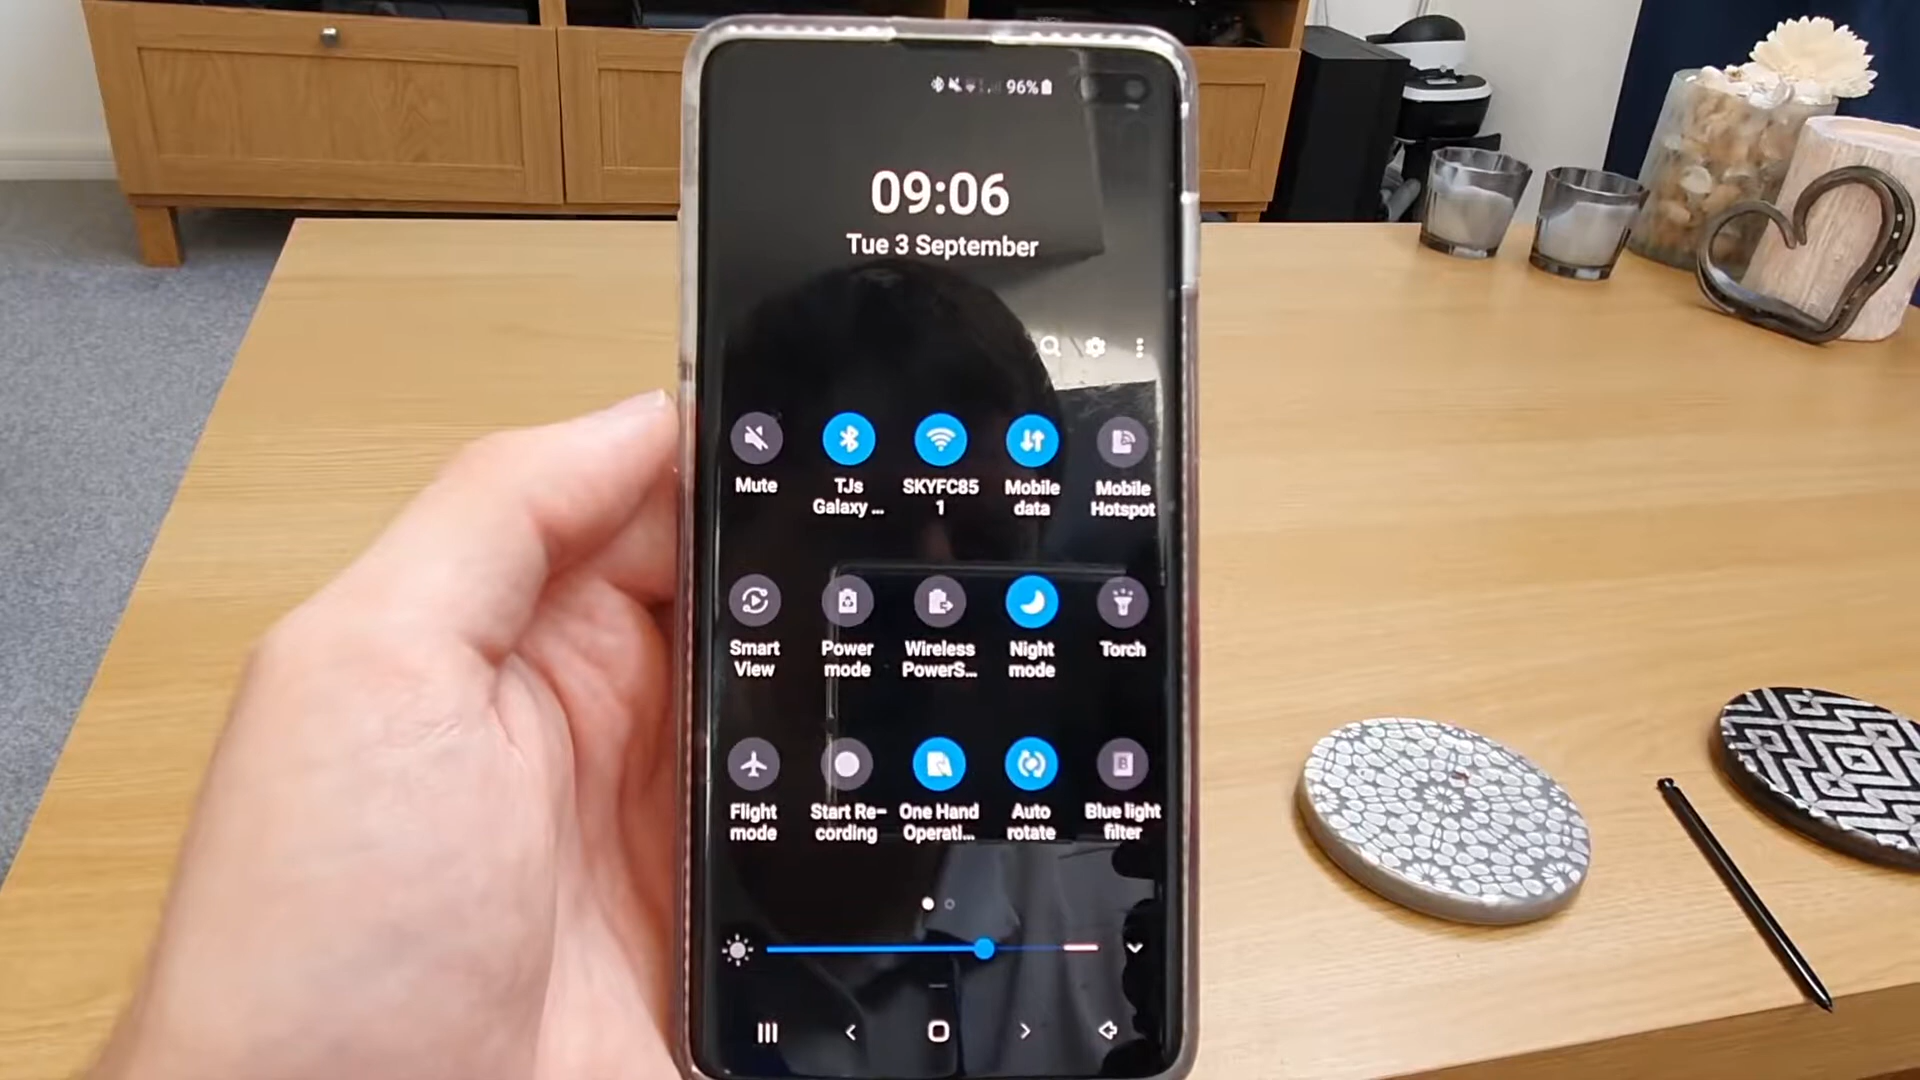 96%
09:06
Tue 3 September
Mute
TJs
Galaxy ...
SKYFC85
1
Mobile
data
Mobile
Hotspot
Smart
View
Power
mode
Wireless
PowerS...
Night
mode
Torch
Flight
mode
Start Re-
cording
One Hand
Operati...
Auto
rotate
Blue light
filter